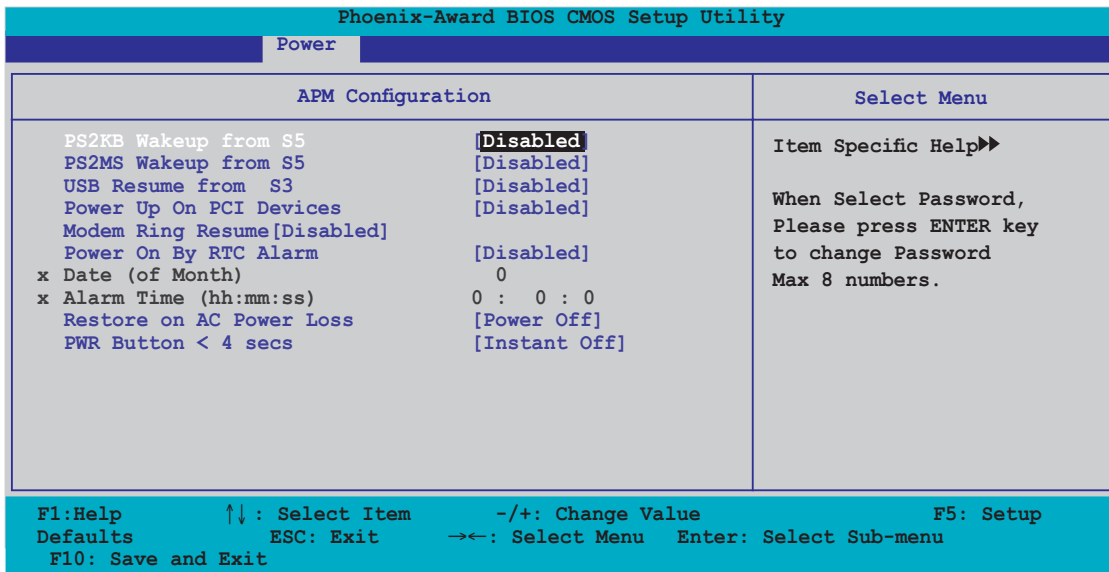 Phoenix-Award BIOS CMOS Setup Utility
Power
APM Configuration
Select Menu
PS2KB Wakeup from S5 [Disabled]
PS2MS Wakeup from S5 [Disabled]
USB Resume from S3 [Disabled]
Power Up On PCI Devices [Disabled]
Modem Ring Resume[Disabled]
Power On By RTC Alarm [Disabled]
x Date (of Month) 0
x Alarm Time (hh:mm:ss) 0 : 0 : 0
Restore on AC Power Loss [Power Off]
PWR Button < 4 secs [Instant Off]
Item Specific Help▶▶
When Select Password,
Please press ENTER key
to change Password
Max 8 numbers.
F1:Help ↑↓ : Select Item -/+: Change Value F5: Setup
Defaults ESC: Exit →←: Select Menu Enter: Select Sub-menu
F10: Save and Exit